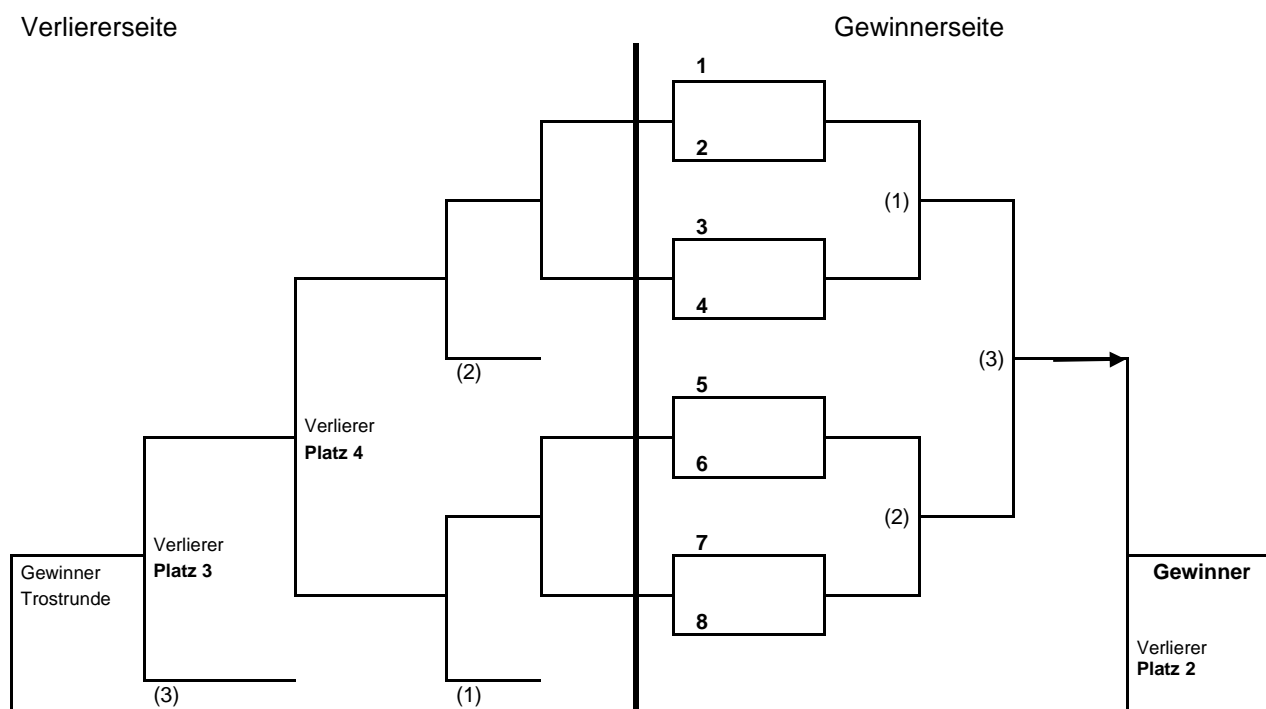 Verliererseite
Gewinnerseite
1
2
(1)
3
4
(2)
(3)
5
Verlierer
Platz 4
6
(2)
7
Verlierer
Platz 3
Gewinner
Trostrunde
Gewinner
8
Verlierer
Platz 2
(3)
(1)